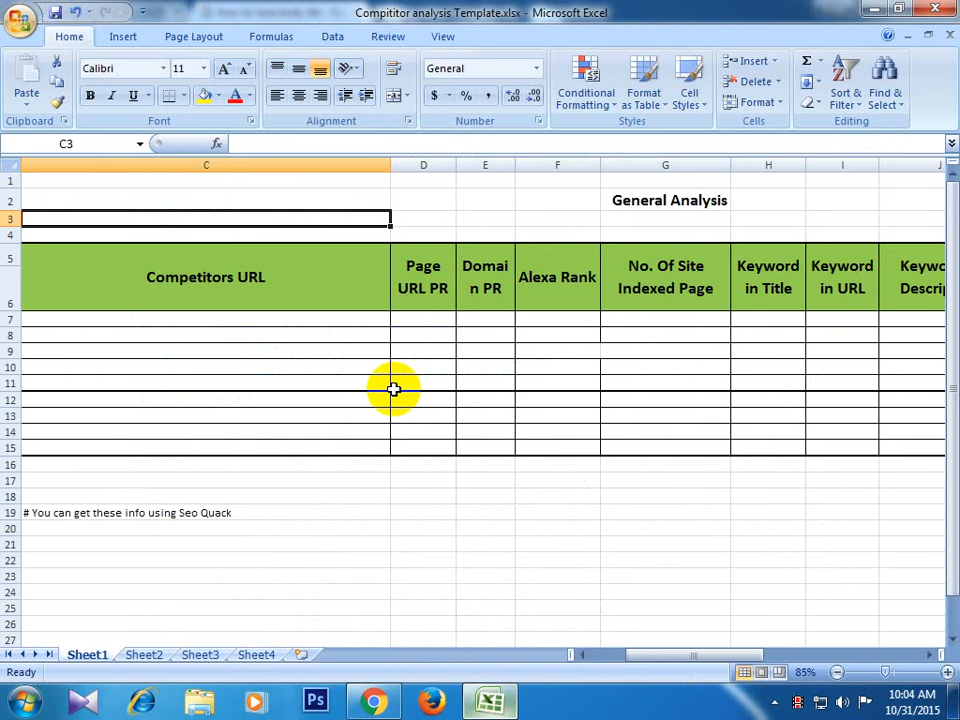 Compititor analysis Template.xlsx - Microsoft Excel
Home Insert Page Layout Formulas Data Review View
Paste
Calibri 11
General
Conditional Formatting
Format as Table
Cell Styles
Insert
Delete
Format
Sort & Filter
Find & Select
Clipboard Font Alignment Number Styles Cells Editing
C3 fx
C D E F G H I J
1
2 General Analysis
3
4
5
6
Competitors URL
Page URL PR
Domai n PR
Alexa Rank
No. Of Site Indexed Page
Keyword in Title
Keyword in URL
Keywo
Descrip
7
8
9
10
11
12
13
14
15
16
17
18
19 # You can get these info using Seo Quack
20
21
22
23
24
25
26
27
Sheet1 Sheet2 Sheet3 Sheet4
Ready 85%
Ps
10:04 AM
10/31/2015